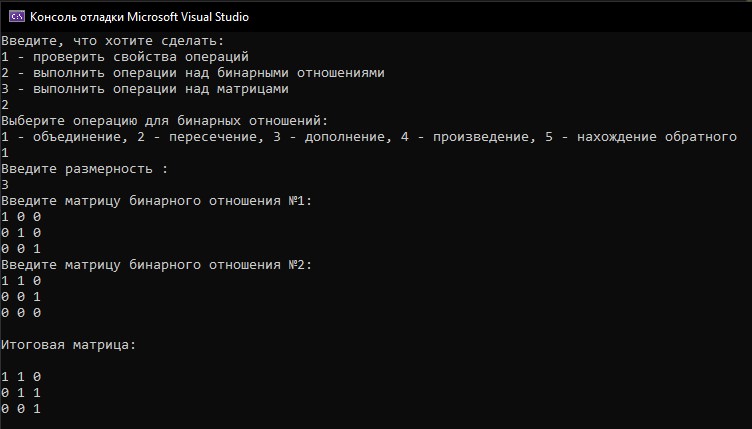 Консоль отладки Microsoft Visual Studio
Введите, что хотите сделать:
1 - проверить свойства операций
2 - выполнить операции над бинарными отношениями
3 - выполнить операции над матрицами
2
Выберите операцию для бинарных отношений:
1 - объединение, 2 - пересечение, 3 - дополнение, 4 - произведение, 5 - нахождение обратного
1
Введите размерность :
3
Введите матрицу бинарного отношения №1:
1 0 0
0 1 0
0 0 1
Введите матрицу бинарного отношения №2:
1 1 0
0 0 1
0 0 0
Итоговая матрица:
1 1 0
0 1 1
0 0 1